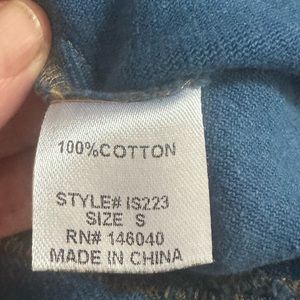 100%COTTON
STYLE# IS223
SIZE S
RN# 146040
MADE IN CHINA